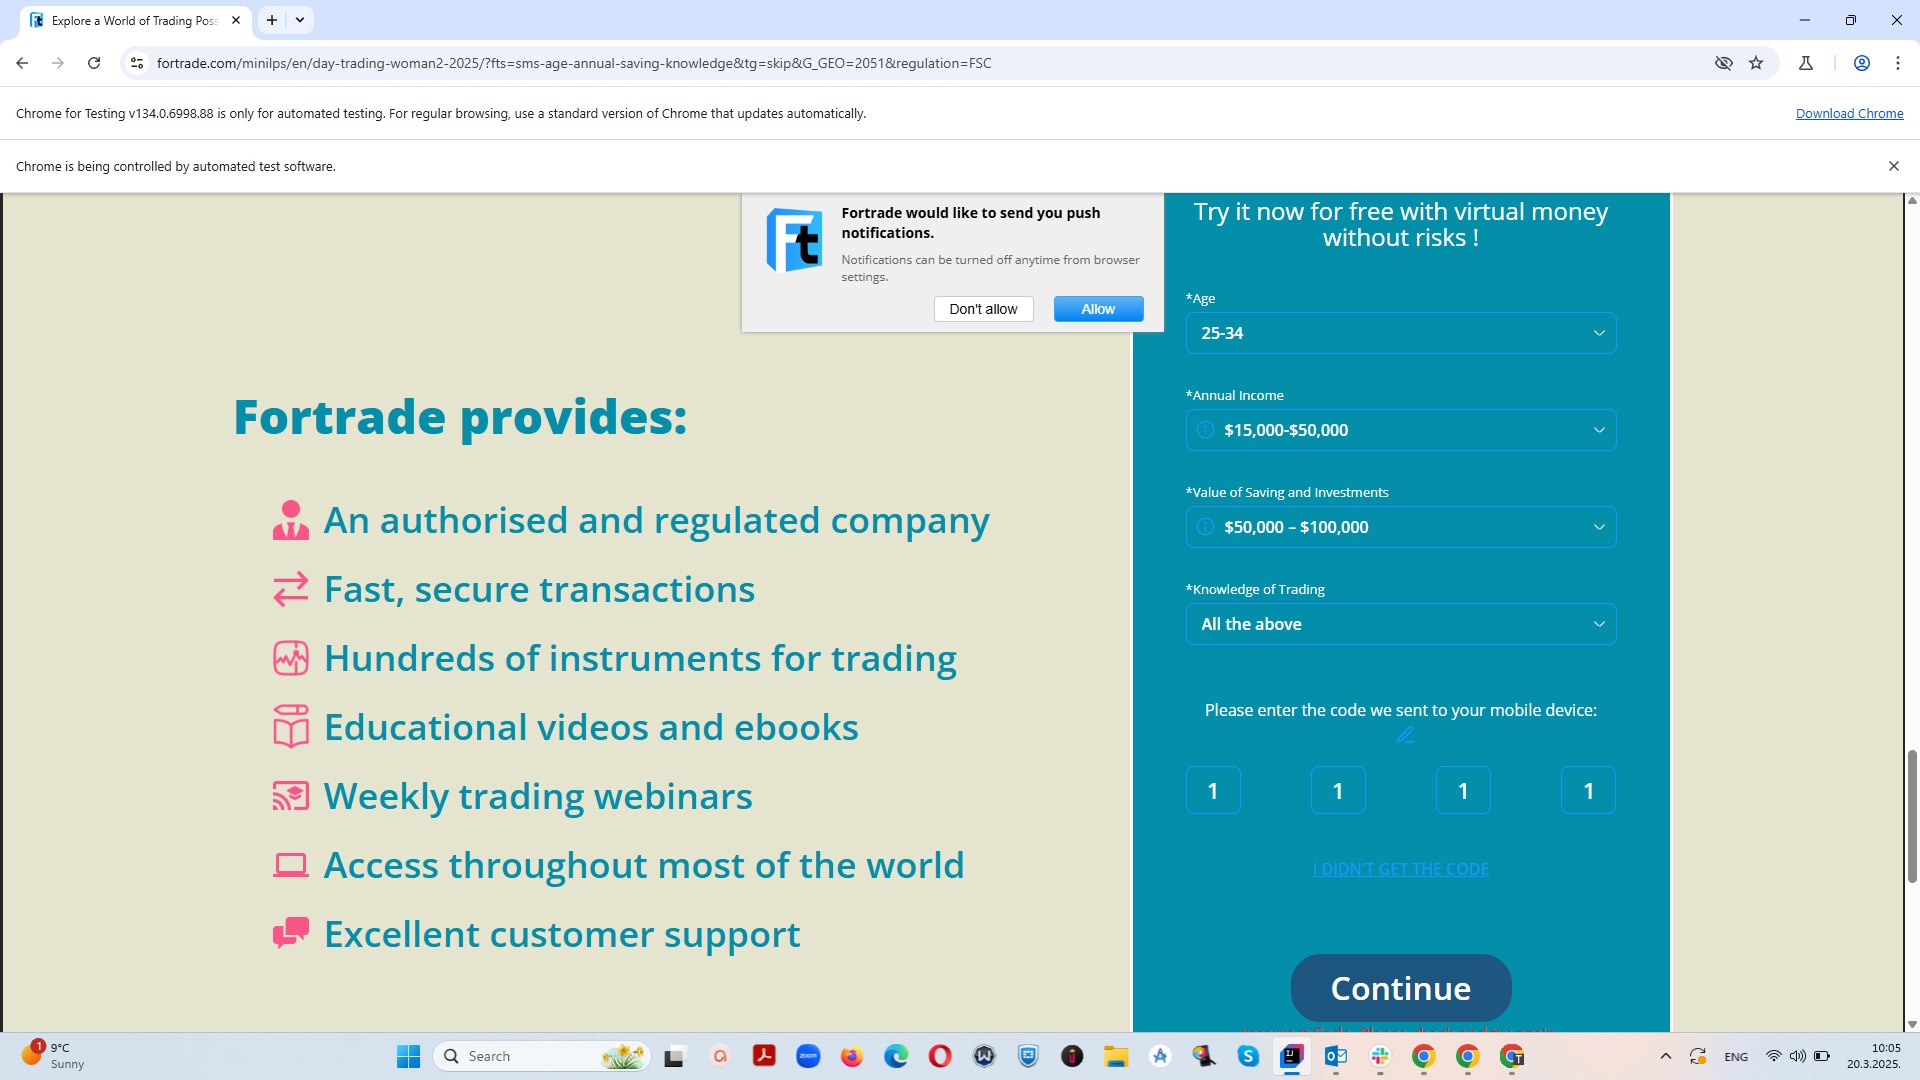 Explore a World of Trading Poss
fortrade.com/minilps/en/day-trading-woman2-2025/?fts=sms-age-annual-saving-knowledge&tg=skip&G_GEO=2051&regulation=FSC
Chrome for Testing v134.0.6998.88 is only for automated testing. For regular browsing, use a standard version of Chrome that updates automatically.
Download Chrome
Chrome is being controlled by automated test software.
Fortrade would like to send you push
notifications.
Notifications can be turned off anytime from browser
settings.
Don't allow
Allow
Fortrade provides:
An authorised and regulated company
Fast, secure transactions
Hundreds of instruments for trading
Educational videos and ebooks
Weekly trading webinars
Access throughout most of the world
Excellent customer support
Try it now for free with virtual money
without risks !
*Age
25-34
*Annual Income
$15,000-$50,000
*Value of Saving and Investments
$50,000 – $100,000
*Knowledge of Trading
All the above
Please enter the code we sent to your mobile device:
1 1 1 1
I DIDN'T GET THE CODE
Continue
1
9°C
Sunny
Search
zoom
ENG
10:05
20.3.2025.